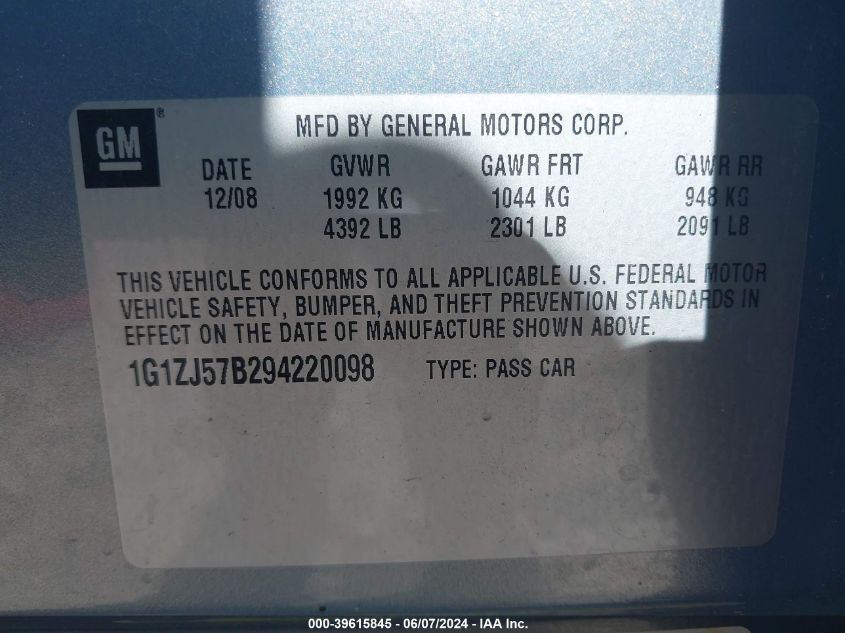 GM ®
MFD BY GENERAL MOTORS CORP.
DATE GVWR GAWR FRT GAWR RR
12/08 1992 KG 1044 KG 948 KG
4392 LB 2301 LB 2091 LB
THIS VEHICLE CONFORMS TO ALL APPLICABLE U.S. FEDERAL MOTOR
VEHICLE SAFETY, BUMPER, AND THEFT PREVENTION STANDARDS IN
EFFECT ON THE DATE OF MANUFACTURE SHOWN ABOVE.
1G1ZJ57B294220098 TYPE: PASS CAR
000-39615845 - 06/07/2024 - IAA Inc.